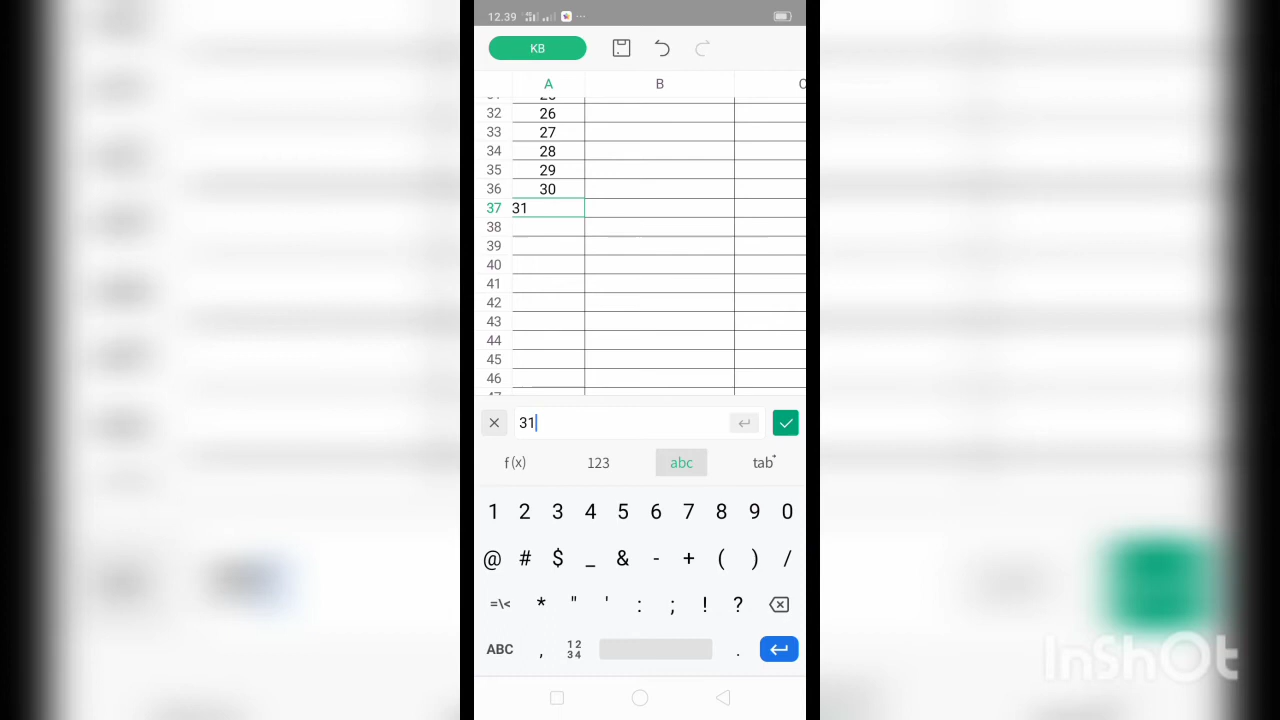 12.39
KB
A B C
32 26
33 27
34 28
35 29
36 30
37 31
38
39
40
41
42
43
44
45
46
31
f(x) 123 abc tab
1 2 3 4 5 6 7 8 9 0
@ # $ _ & - + ( ) /
=\< * " ' : ; ! ?
ABC , 12 34 .
InShOt